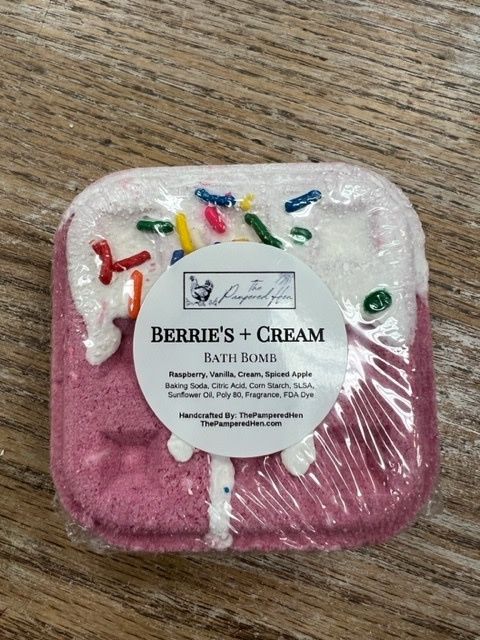 the
Pampered Hen
BERRIE'S + CREAM
BATH BOMB
Raspberry, Vanilla, Cream, Spiced Apple
Baking Soda, Citric Acid, Corn Starch, SLSA,
Sunflower Oil, Poly 80, Fragrance, FDA Dye
Handcrafted By: ThePamperedHen
ThePamperedHen.com